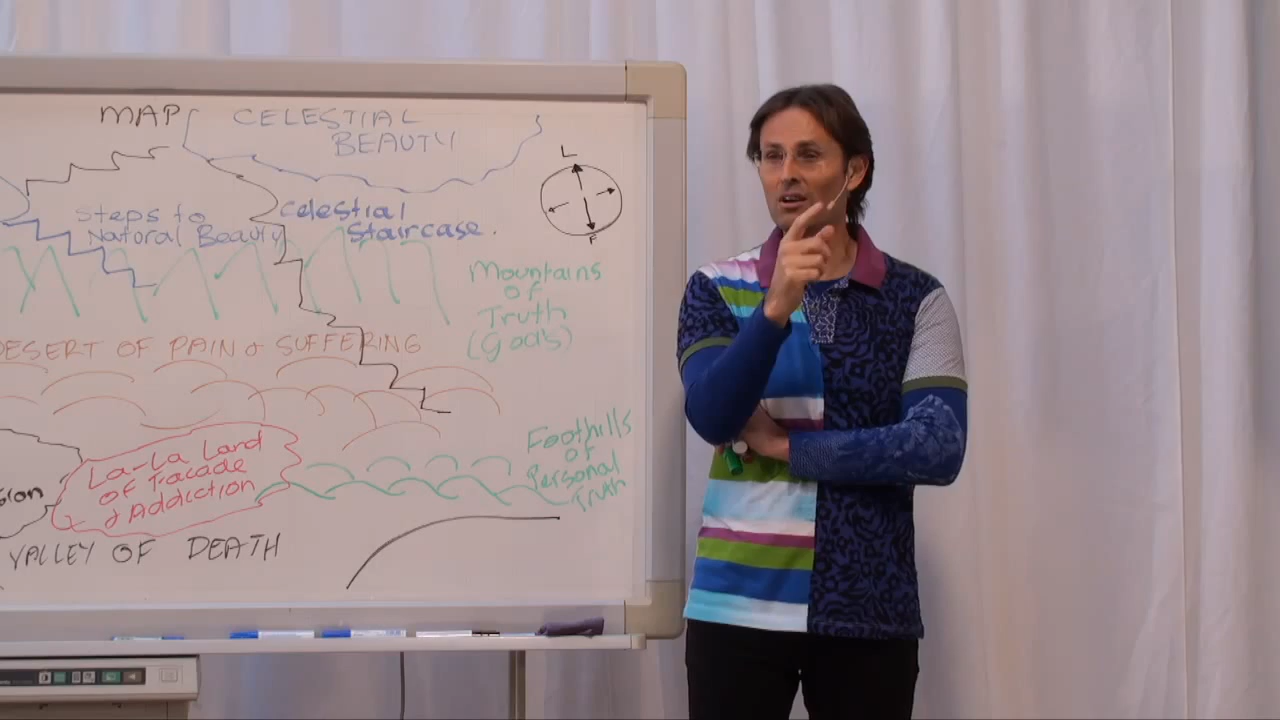 MAP
CELESTIAL
BEAUTY
L
F
Steps to
Natural Beauty
Celestial
Staircase.
Mountains
Of
Truth
(God's)
DESERT OF PAIN & SUFFERING
Foothills
of
Personal
Truth
La-La Land
of Facade
& Addiction
VALLEY OF DEATH